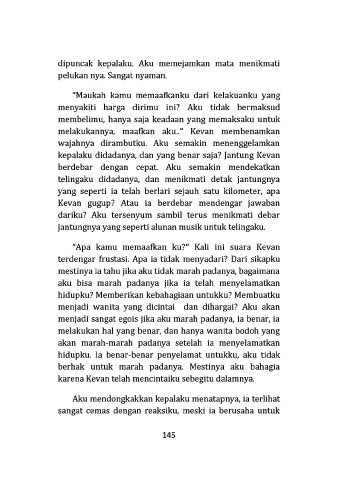 dipuncak kepalaku. Aku memejamkan mata menikmati
pelukan nya. Sangat nyaman.
"Maukah kamu memaafkanku dari kelakuanku yang
menyakiti harga dirimu ini? Aku tidak bermaksud
membelimu, hanya saja keadaan yang memaksaku untuk
melakukannya, maafkan aku.." Kevan membenamkan
wajahnya dirambutku. Aku semakin menenggelamkan
kepalaku didadanya, dan yang benar saja? Jantung Kevan
berdebar dengan cepat. Aku semakin mendekatkan
telingaku didadanya, dan menikmati detak jantungnya
yang seperti ia telah berlari sejauh satu kilometer, apa
Kevan gugup? Atau ia berdebar mendengar jawaban
dariku? Aku tersenyum sambil terus menikmati debar
jantungnya yang seperti alunan musik untuk telingaku.
"Apa kamu memaafkan ku?" Kali ini suara Kevan
terdengar frustasi. Apa ia tidak menyadari? Dari sikapku
mestinya ia tahu jika aku tidak marah padanya, bagaimana
aku bisa marah padanya jika ia telah menyelamatkan
hidupku? Memberikan kebahagiaan untukku? Membuatku
menjadi wanita yang dicintai dan dihargai? Aku akan
menjadi sangat egois jika aku marah padanya, ia benar, ia
melakukan hal yang benar, dan hanya wanita bodoh yang
akan marah-marah padanya setelah ia menyelamatkan
hidupku. Ia benar-benar penyelamat untukku, aku tidak
berhak untuk marah padanya. Mestinya aku bahagia
karena Kevan telah mencintaiku sebegitu dalamnya.
Aku mendongkakkan kepalaku menatapnya, ia terlihat
sangat cemas dengan reaksiku, meski ia berusaha untuk
145